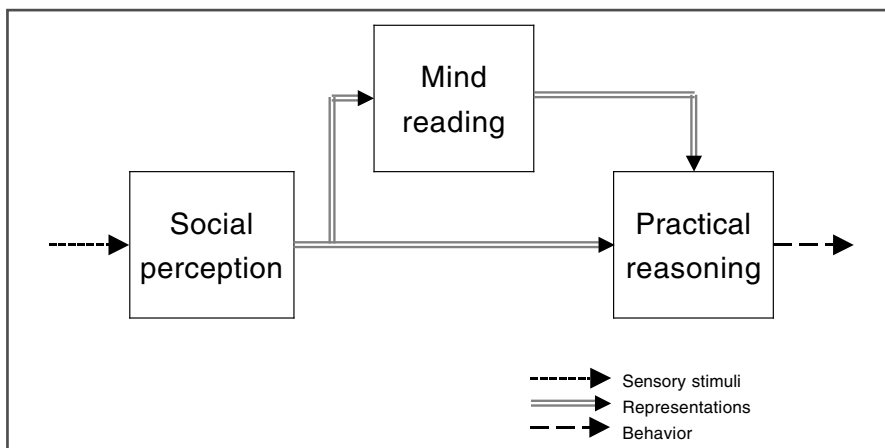 Mind
reading
Social
perception
Practical
reasoning
Sensory stimuli
Representations
Behavior